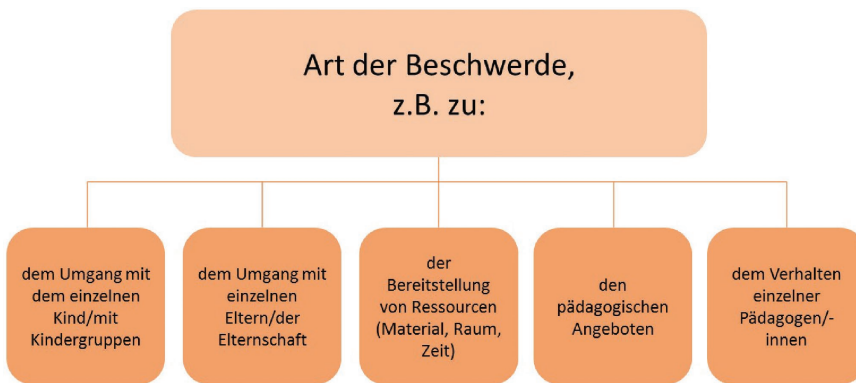 Art der Beschwerde,
z.B. zu:
dem Umgang mit
dem einzelnen
Kind/mit
Kindergruppen
dem Umgang mit
einzelnen
Eltern/der
Elternschaft
der
Bereitstellung
von Ressourcen
(Material, Raum,
Zeit)
den
pädagogischen
Angeboten
dem Verhalten
einzelner
Pädagogen/-
innen